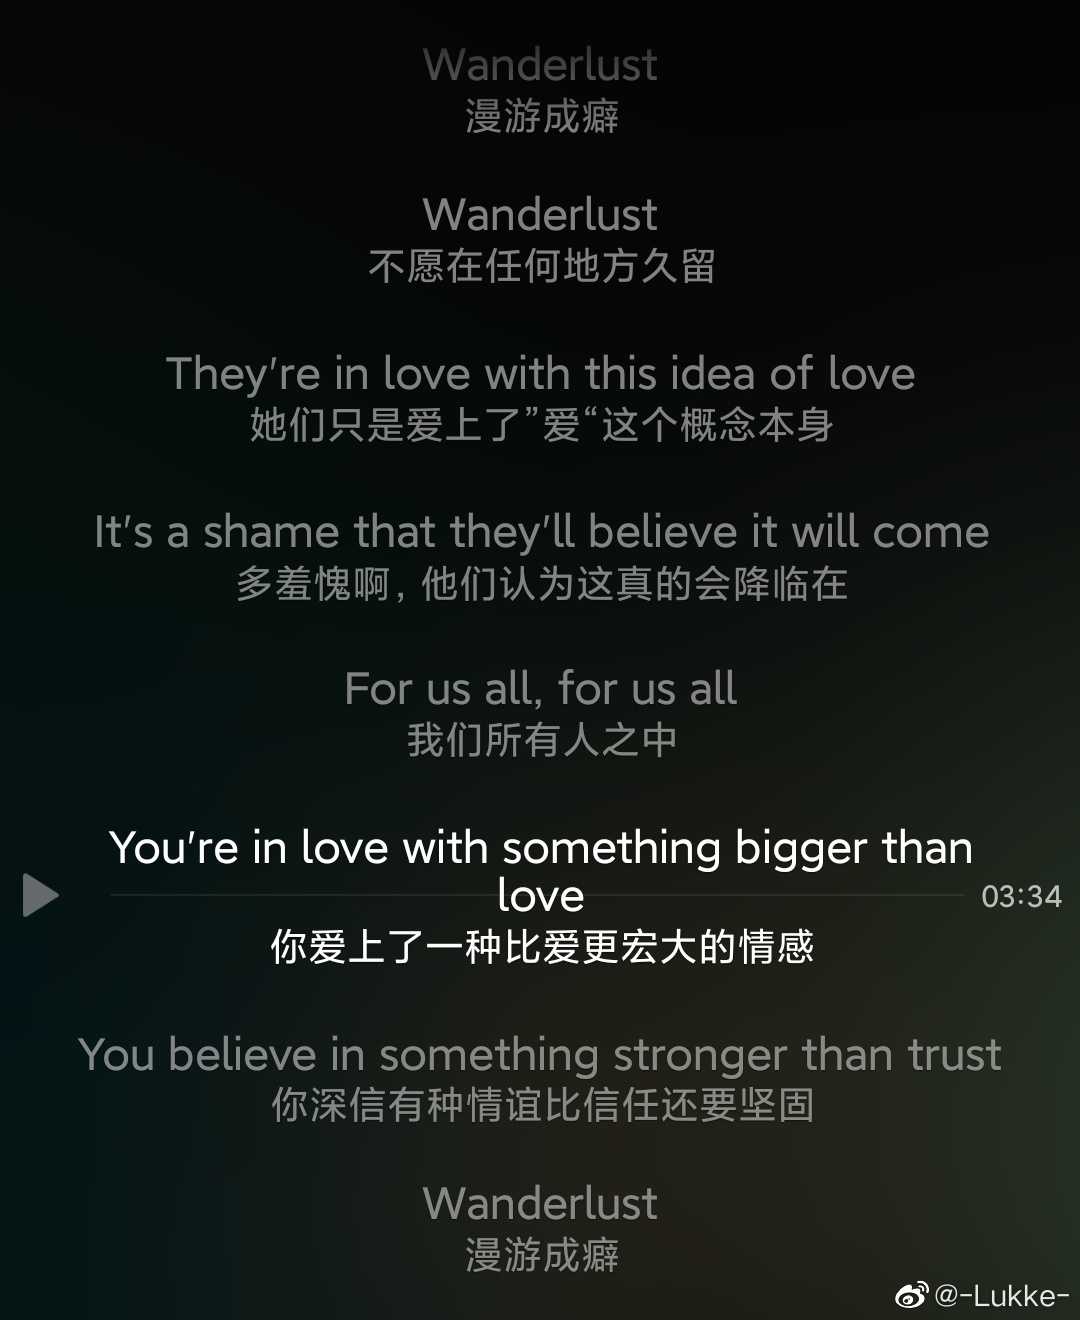 Wanderlust
漫游成癖
Wanderlust
不愿在任何地方久留
They're in love with this idea of love
她们只是爱上了”爱“这个概念本身
It's a shame that they'll believe it will come
多羞愧啊, 他们认为这真的会降临在
For us all, for us all
我们所有人之中
You're in love with something bigger than
love
03:34
你爱上了一种比爱更宏大的情感
You believe in something stronger than trust
你深信有种情谊比信任还要坚固
Wanderlust
漫游成癖
@-Lukke-